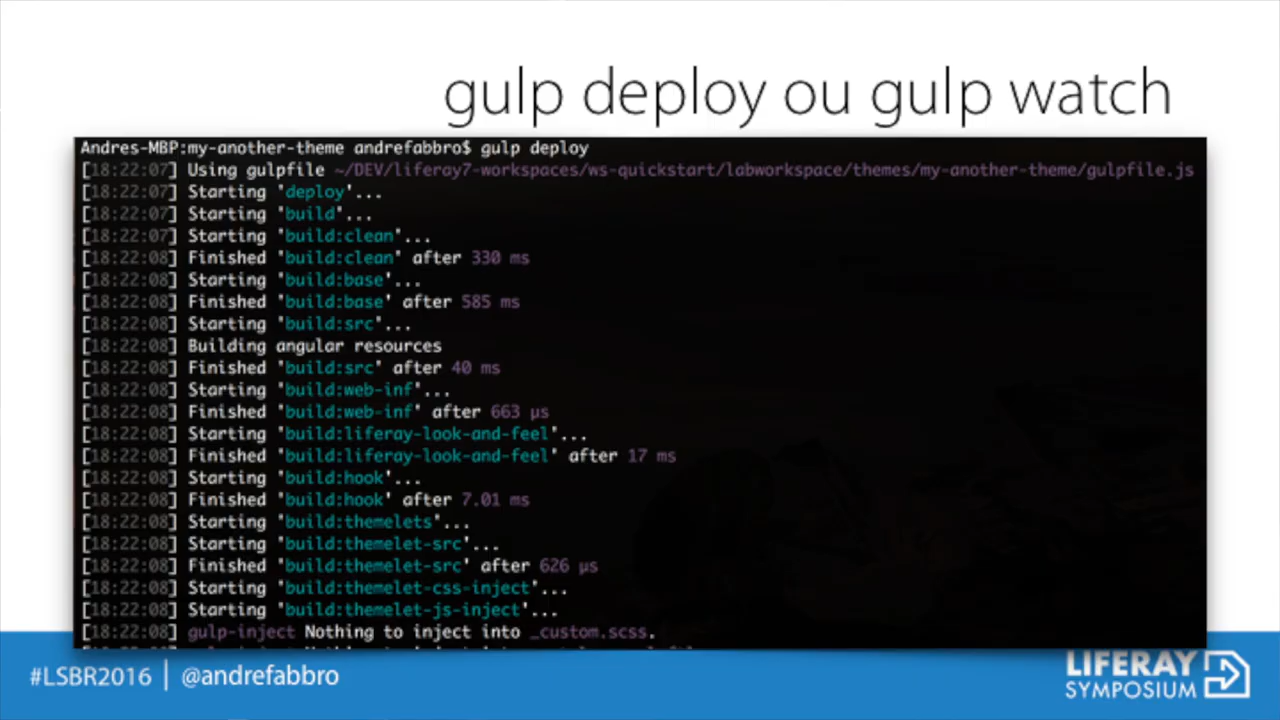 gulp deploy ou gulp watch
Andres-MBP:my-another-theme andrefabbro$ gulp deploy
[18:22:07] Using gulpfile ~/DEV/liferay7-workspaces/ws-quickstart/labworkspace/themes/my-another-theme/gulpfile.js
[18:22:07] Starting 'deploy'...
[18:22:07] Starting 'build'...
[18:22:07] Starting 'build:clean'...
[18:22:08] Finished 'build:clean' after 330 ms
[18:22:08] Starting 'build:base'...
[18:22:08] Finished 'build:base' after 585 ms
[18:22:08] Starting 'build:src'...
[18:22:08] Building angular resources
[18:22:08] Finished 'build:src' after 40 ms
[18:22:08] Starting 'build:web-inf'...
[18:22:08] Finished 'build:web-inf' after 663 μs
[18:22:08] Starting 'build:liferay-look-and-feel'...
[18:22:08] Finished 'build:liferay-look-and-feel' after 17 ms
[18:22:08] Starting 'build:hook'...
[18:22:08] Finished 'build:hook' after 7.01 ms
[18:22:08] Starting 'build:themelets'...
[18:22:08] Starting 'build:themelet-src'...
[18:22:08] Finished 'build:themelet-src' after 626 μs
[18:22:08] Starting 'build:themelet-css-inject'...
[18:22:08] Starting 'build:themelet-js-inject'...
[18:22:08] gulp-inject Nothing to inject into _custom.scss.
#LSBR2016 | @andrefabbro
LIFERAY
SYMPOSIUM